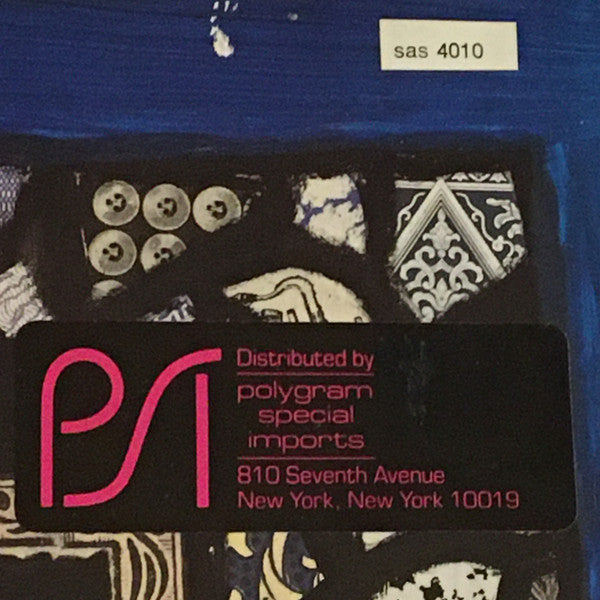 sas 4010
PSI
Distributed by
polygram
special
imports
810 Seventh Avenue
New York, New York 10019